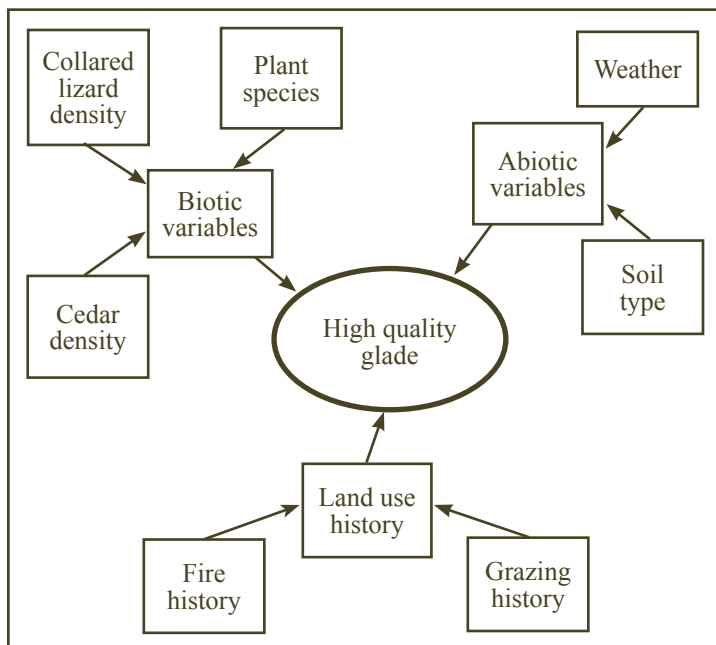 Collared
lizard
density
Plant
species
Weather
Biotic
variables
Abiotic
variables
Cedar
density
Soil
type
High quality
glade
Land use
history
Fire
history
Grazing
history